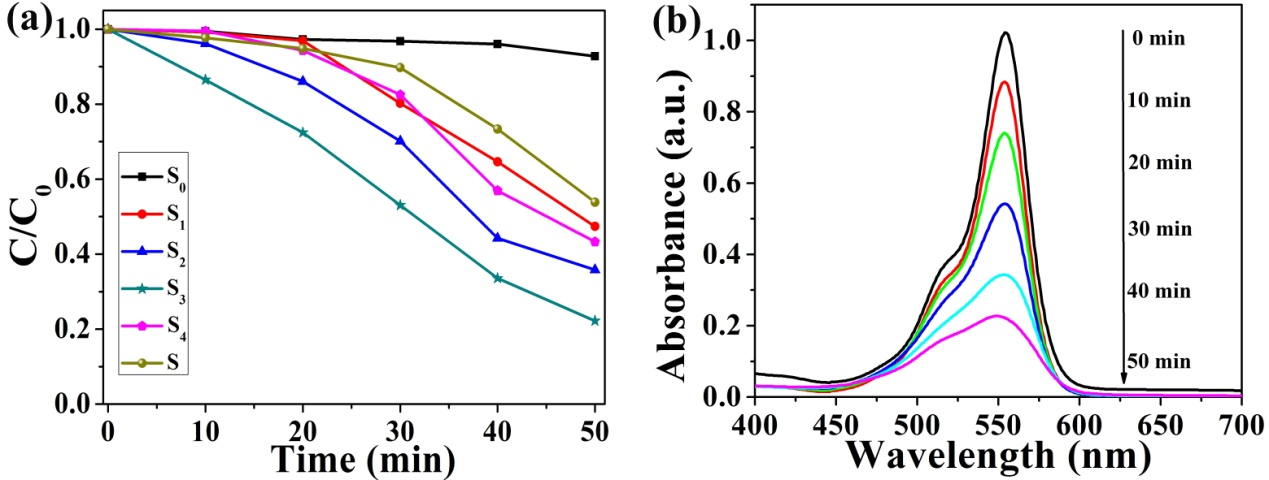 (a)
C/C0
1.0
0.8
0.6
0.4
0.2
0.0
S0
S1
S2
S3
S4
S
0 10 20 30 40 50
Time (min)
(b)
Absorbance (a.u.)
1.0
0.8
0.6
0.4
0.2
0.0
0 min
10 min
20 min
30 min
40 min
50 min
400 450 500 550 600 650 700
Wavelength (nm)